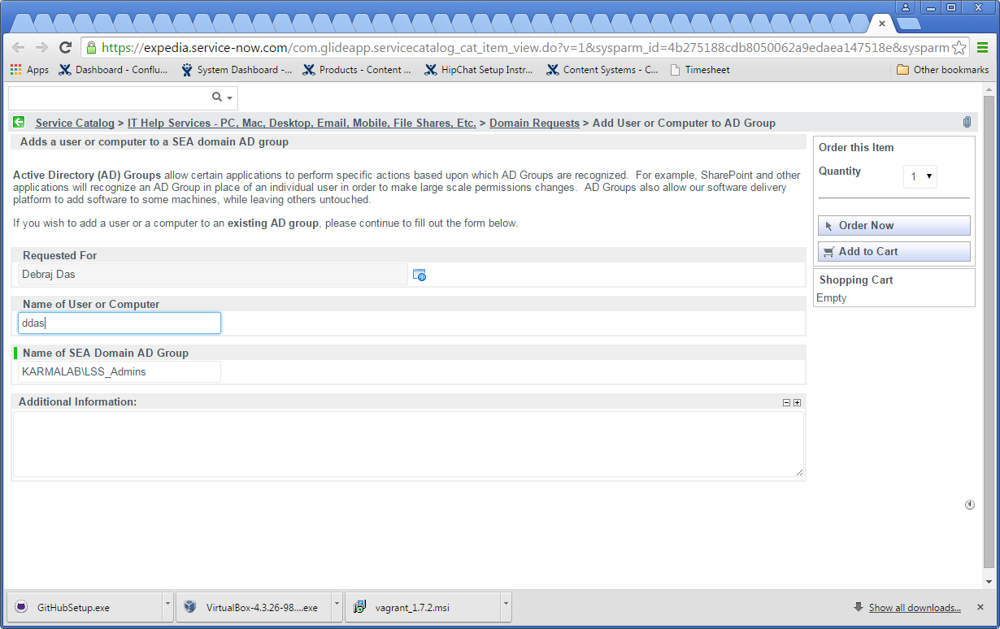 https://expedia.service-now.com/com.glideapp.servicecatalog_cat_item_view.do?v=1&sysparm_id=4b275188cdb8050062a9edaea147518e&sysparm
Apps Dashboard - Conflu... System Dashboard -... Products - Content ... HipChat Setup Instr... Content Systems - C... Timesheet Other bookmarks
Service Catalog > IT Help Services - PC, Mac, Desktop, Email, Mobile, File Shares, Etc. > Domain Requests > Add User or Computer to AD Group
Adds a user or computer to a SEA domain AD group
Active Directory (AD) Groups allow certain applications to perform specific actions based upon which AD Groups are recognized. For example, SharePoint and other
applications will recognize an AD Group in place of an individual user in order to make large scale permissions changes. AD Groups also allow our software delivery
platform to add software to some machines, while leaving others untouched.
If you wish to add a user or a computer to an existing AD group, please continue to fill out the form below.
Requested For
Debraj Das
Name of User or Computer
ddas
Name of SEA Domain AD Group
KARMALAB\LSS_Admins
Additional Information:
Order this Item
Quantity 1
Order Now
Add to Cart
Shopping Cart
Empty
GitHubSetup.exe VirtualBox-4.3.26-98....exe vagrant_1.7.2.msi Show all downloads...